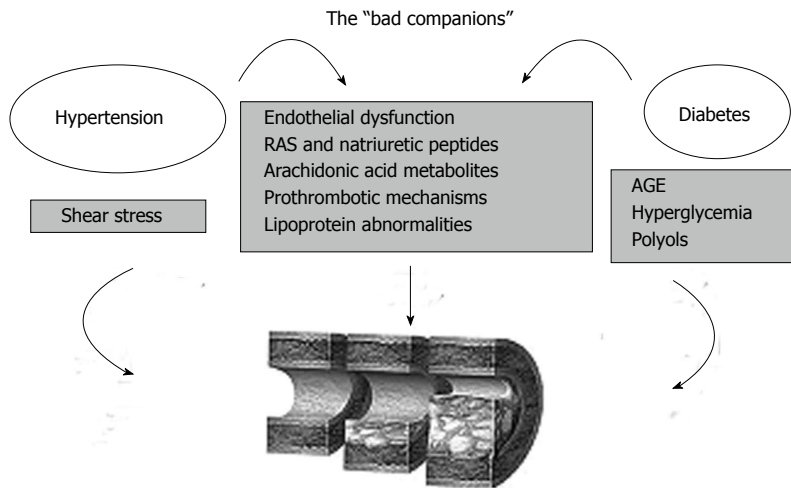 The “bad companions”
Hypertension
Diabetes
Endothelial dysfunction
RAS and natriuretic peptides
Arachidonic acid metabolites
Prothrombotic mechanisms
Lipoprotein abnormalities
Shear stress
AGE
Hyperglycemia
Polyols